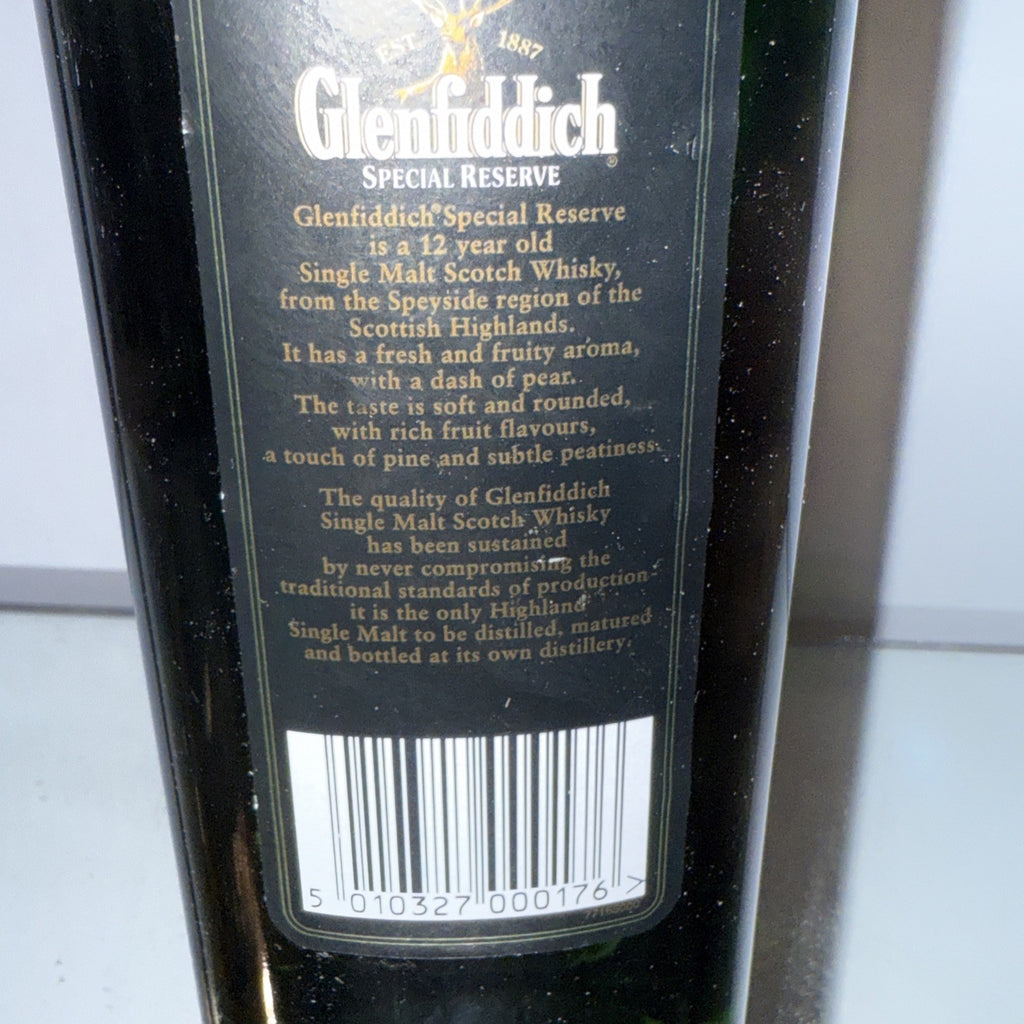 EST 1887
Glenfiddich®
SPECIAL RESERVE
Glenfiddich® Special Reserve
is a 12 year old
Single Malt Scotch Whisky,
from the Speyside region of the
Scottish Highlands.
It has a fresh and fruity aroma,
with a dash of pear.
The taste is soft and rounded,
with rich fruit flavours,
a touch of pine and subtle peatiness.
The quality of Glenfiddich
Single Malt Scotch Whisky
has been sustained
by never compromising the
traditional standards of production-
it is the only Highland
Single Malt to be distilled, matured
and bottled at its own distillery.
5 010327 000176 >